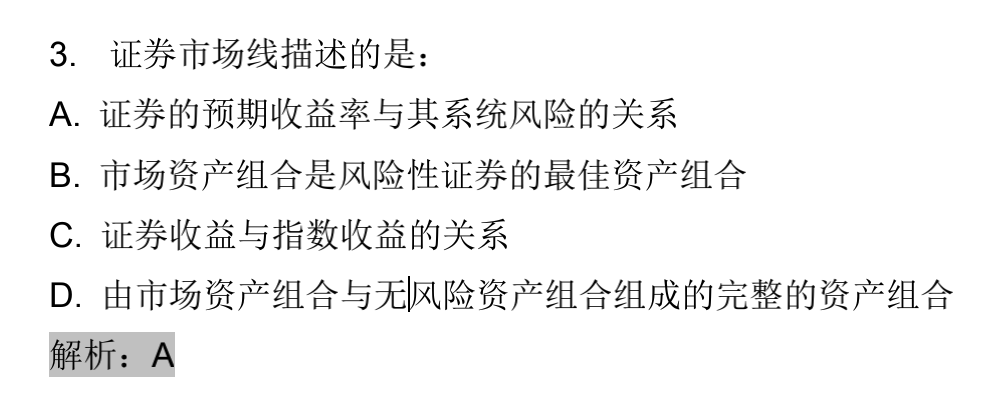 3. 证券市场线描述的是：
A. 证券的预期收益率与其系统风险的关系
B. 市场资产组合是风险性证券的最佳资产组合
C. 证券收益与指数收益的关系
D. 由市场资产组合与无风险资产组合组成的完整的资产组合
解析：A